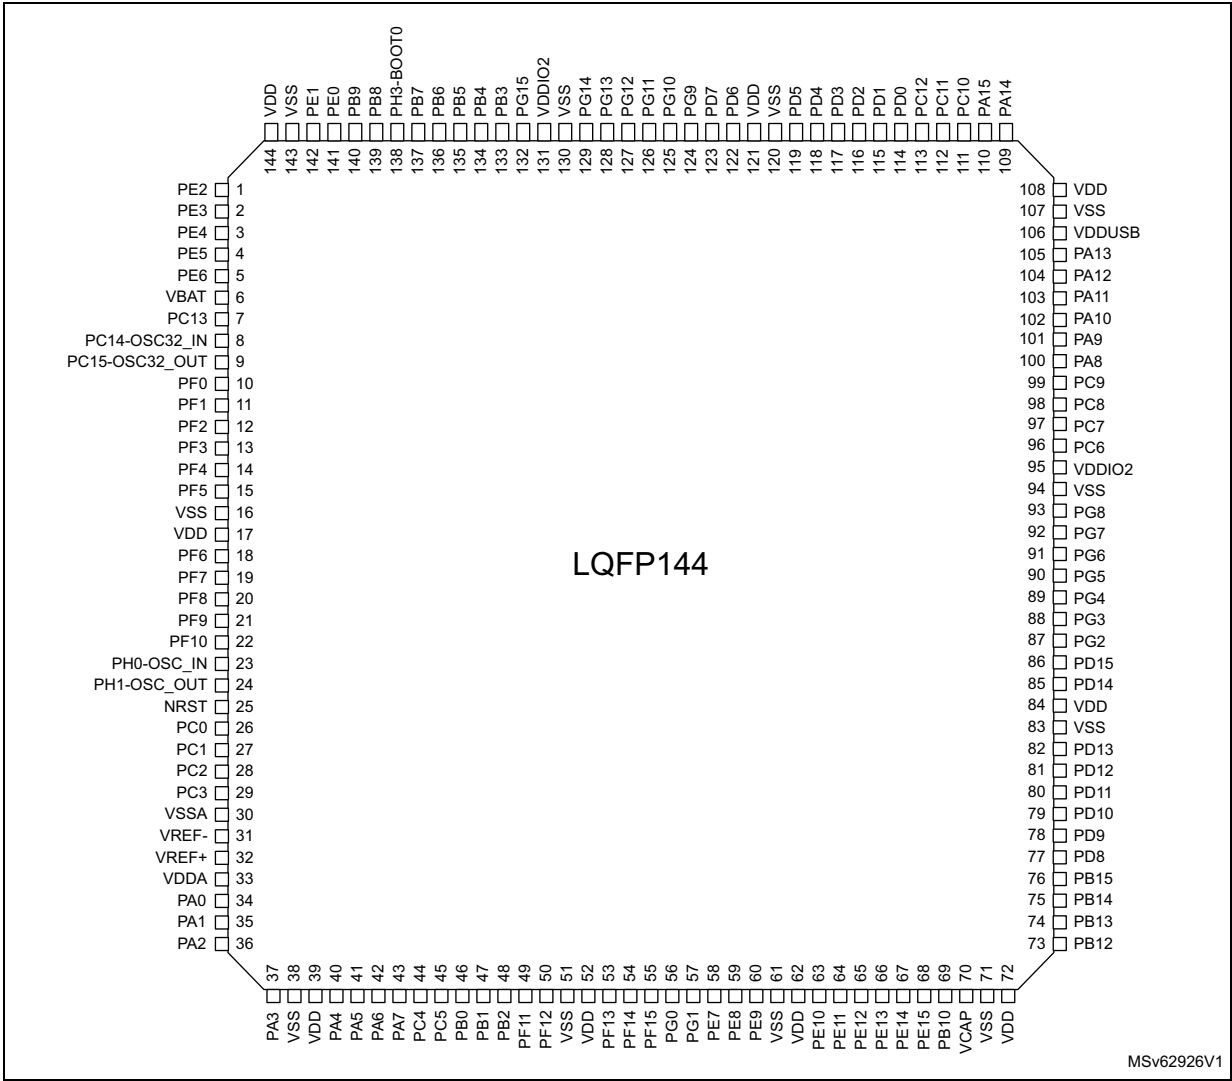 VDD
VSS
PE1
PE0
PB9
PB8
PH3-BOOT0
PB7
PB6
PB5
PB4
PB3
PG15
VDDIO2
VSS
PG14
PG13
PG12
PG11
PG10
PG9
PD7
PD6
VDD
VSS
PD5
PD4
PD3
PD2
PD1
PD0
PC12
PC11
PC10
PA15
PA14
144
143
142
141
140
139
138
137
136
135
134
133
132
131
130
129
128
127
126
125
124
123
122
121
120
119
118
117
116
115
114
113
112
111
110
109
PE2 1
PE3 2
PE4 3
PE5 4
PE6 5
VBAT 6
PC13 7
PC14-OSC32_IN 8
PC15-OSC32_OUT 9
PF0 10
PF1 11
PF2 12
PF3 13
PF4 14
PF5 15
VSS 16
VDD 17
PF6 18
PF7 19
PF8 20
PF9 21
PF10 22
PH0-OSC_IN 23
PH1-OSC_OUT 24
NRST 25
PC0 26
PC1 27
PC2 28
PC3 29
VSSA 30
VREF- 31
VREF+ 32
VDDA 33
PA0 34
PA1 35
PA2 36
LQFP144
108 VDD
107 VSS
106 VDDUSB
105 PA13
104 PA12
103 PA11
102 PA10
101 PA9
100 PA8
99 PC9
98 PC8
97 PC7
96 PC6
95 VDDIO2
94 VSS
93 PG8
92 PG7
91 PG6
90 PG5
89 PG4
88 PG3
87 PG2
86 PD15
85 PD14
84 VDD
83 VSS
82 PD13
81 PD12
80 PD11
79 PD10
78 PD9
77 PD8
76 PB15
75 PB14
74 PB13
73 PB12
37
38
39
40
41
42
43
44
45
46
47
48
49
50
51
52
53
54
55
56
57
58
59
60
61
62
63
64
65
66
67
68
69
70
71
72
PA3
VSS
VDD
PA4
PA5
PA6
PA7
PC4
PC5
PB0
PB1
PB2
PF11
PF12
VSS
VDD
PF13
PF14
PF15
PG0
PG1
PE7
PE8
PE9
VSS
VDD
PE10
PE11
PE12
PE13
PE14
PE15
PB10
VCAP
VSS
VDD
MSv62926V1